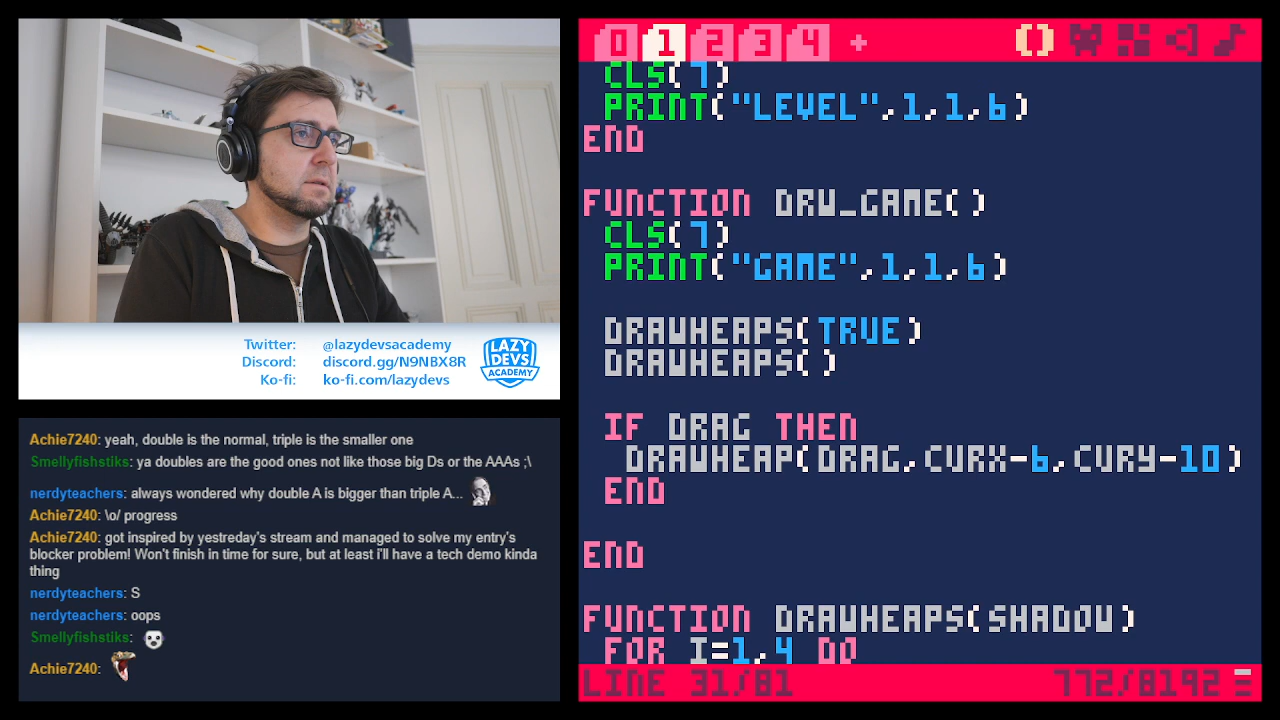 Twitter: @lazydevsacademy
Discord: discord.gg/N9NBX8R
Ko-fi: ko-fi.com/lazydevs
LAZY
DEVS
ACADEMY
Achie7240: yeah, double is the normal, triple is the smaller one
Smellyfishstiks: ya doubles are the good ones not like those big Ds or the AAAs ;\
nerdyteachers: always wondered why double A is bigger than triple A...
Achie7240: \o/ progress
Achie7240: got inspired by yestreday's stream and managed to solve my entry's
blocker problem! Won't finish in time for sure, but at least i'll have a tech demo kinda
thing
nerdyteachers: S
nerdyteachers: oops
Smellyfishstiks:
Achie7240:
0 1 2 3 4 +
CLS(7)
PRINT("LEVEL",1,1,6)
END
FUNCTION DRW_GAME()
CLS(7)
PRINT("GAME",1,1,6)
DRAWHEAPS(TRUE)
DRAWHEAPS()
IF DRAG THEN
DRAWHEAP(DRAG,CURX-6,CURY-10)
END
END
FUNCTION DRAWHEAPS(SHADOW)
FOR I=1,4 DO
LINE 31/81 772/8192